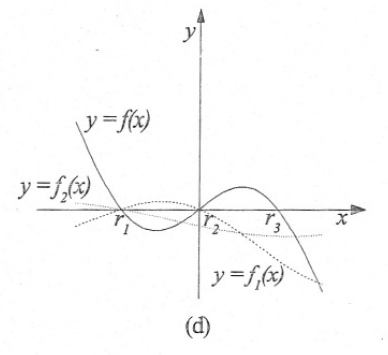 y
y = f(x)
y = f₂(x)
r₁ r₂ r₃ x
y = f₁(x)
(d)